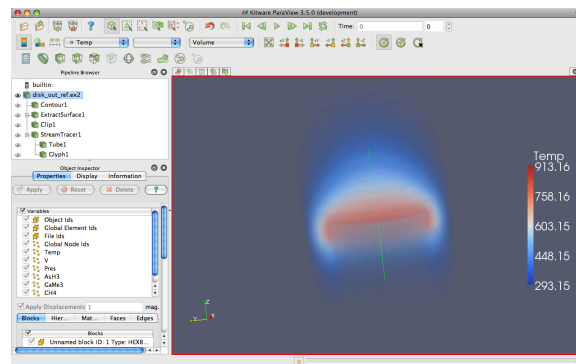 Kitware ParaView 3.5.0 (development)
Time: 0 0
Temp Volume
Pipeline Browser
builtin:
disk_out_ref.ex2
Contour1
ExtractSurface1
Clip1
StreamTracer1
Tube1
Glyph1
Object Inspector
Properties Display Information
Apply Reset Delete ?
Variables
Object Ids
Global Element Ids
File Ids
Global Node Ids
Temp
V
Pres
AsH3
GaMe3
CH4
Apply Displacements 1 mag.
Blocks Hier... Mat... Faces Edges
Blocks
Unnamed block ID: 1 Type: HEX8...
Temp
913.16
758.16
603.15
448.15
293.15
Z
Y
X